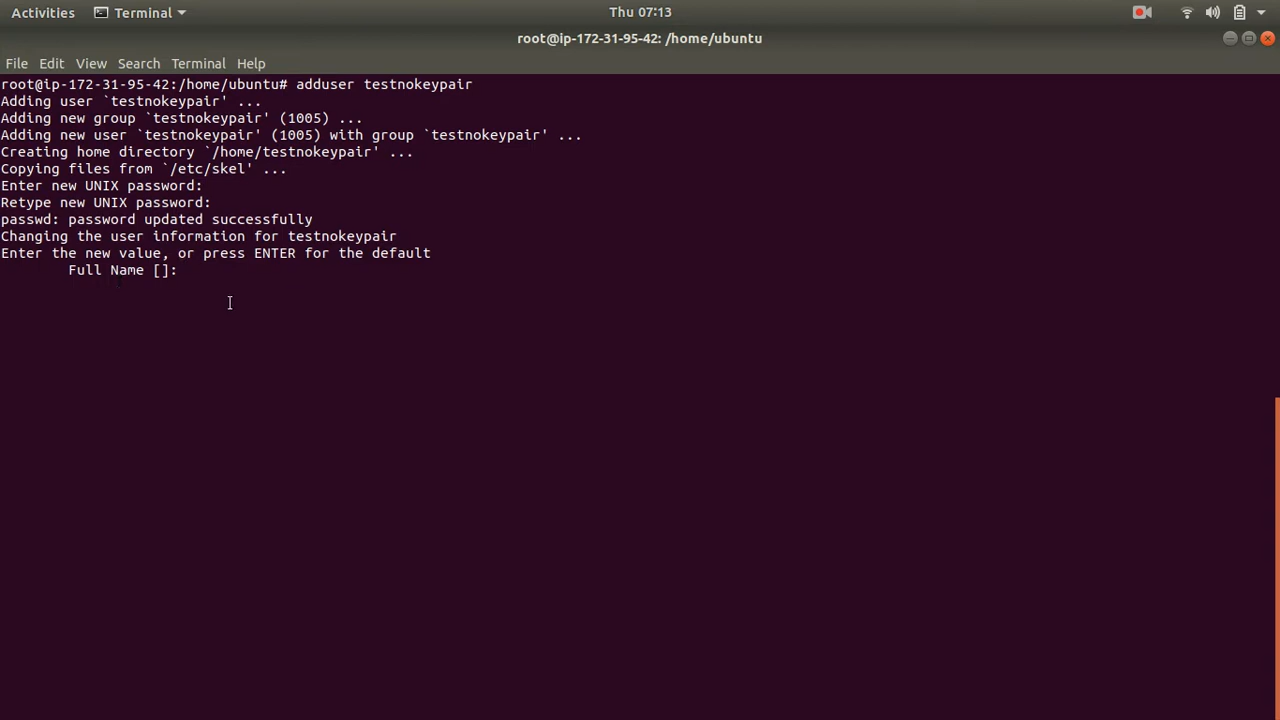 Activities Terminal Thu 07:13
root@ip-172-31-95-42: /home/ubuntu
File Edit View Search Terminal Help
root@ip-172-31-95-42:/home/ubuntu# adduser testnokeypair
Adding user `testnokeypair' ...
Adding new group `testnokeypair' (1005) ...
Adding new user `testnokeypair' (1005) with group `testnokeypair' ...
Creating home directory `/home/testnokeypair' ...
Copying files from `/etc/skel' ...
Enter new UNIX password:
Retype new UNIX password:
passwd: password updated successfully
Changing the user information for testnokeypair
Enter the new value, or press ENTER for the default
Full Name []: